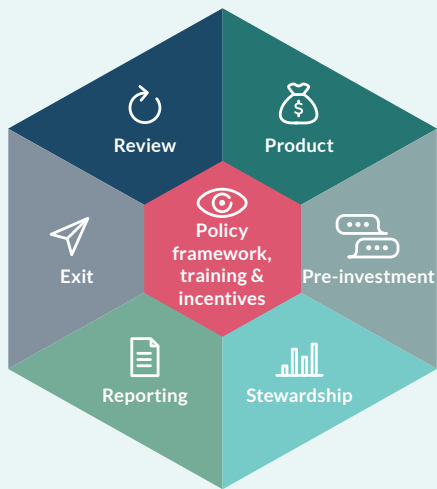 Review
Product
$
Policy
framework,
training &
incentives
Exit
Pre-investment
Reporting
Stewardship